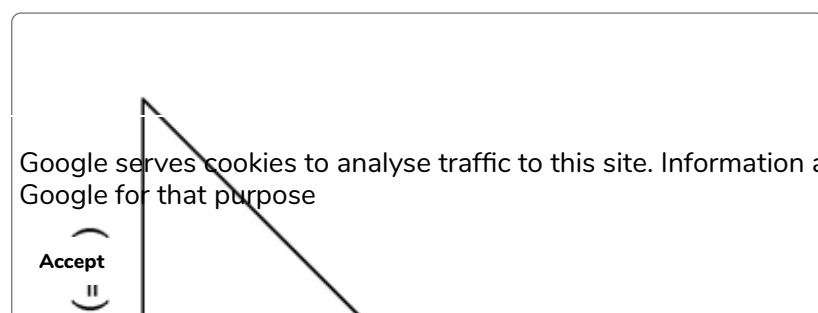 Google serves cookies to analyse traffic to this site. Information
Google for that purpose
Accept